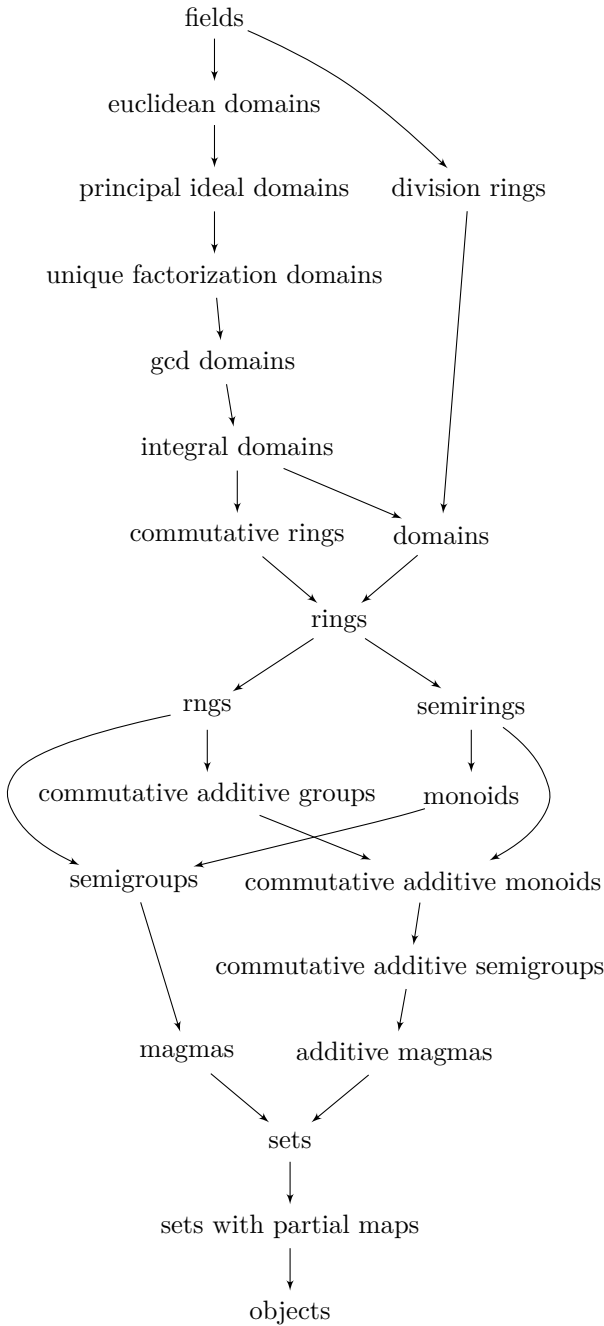 fields
euclidean domains
principal ideal domains
division rings
unique factorization domains
gcd domains
integral domains
commutative rings
domains
rings
rngs
semirings
commutative additive groups
monoids
semigroups
commutative additive monoids
commutative additive semigroups
magmas
additive magmas
sets
sets with partial maps
objects